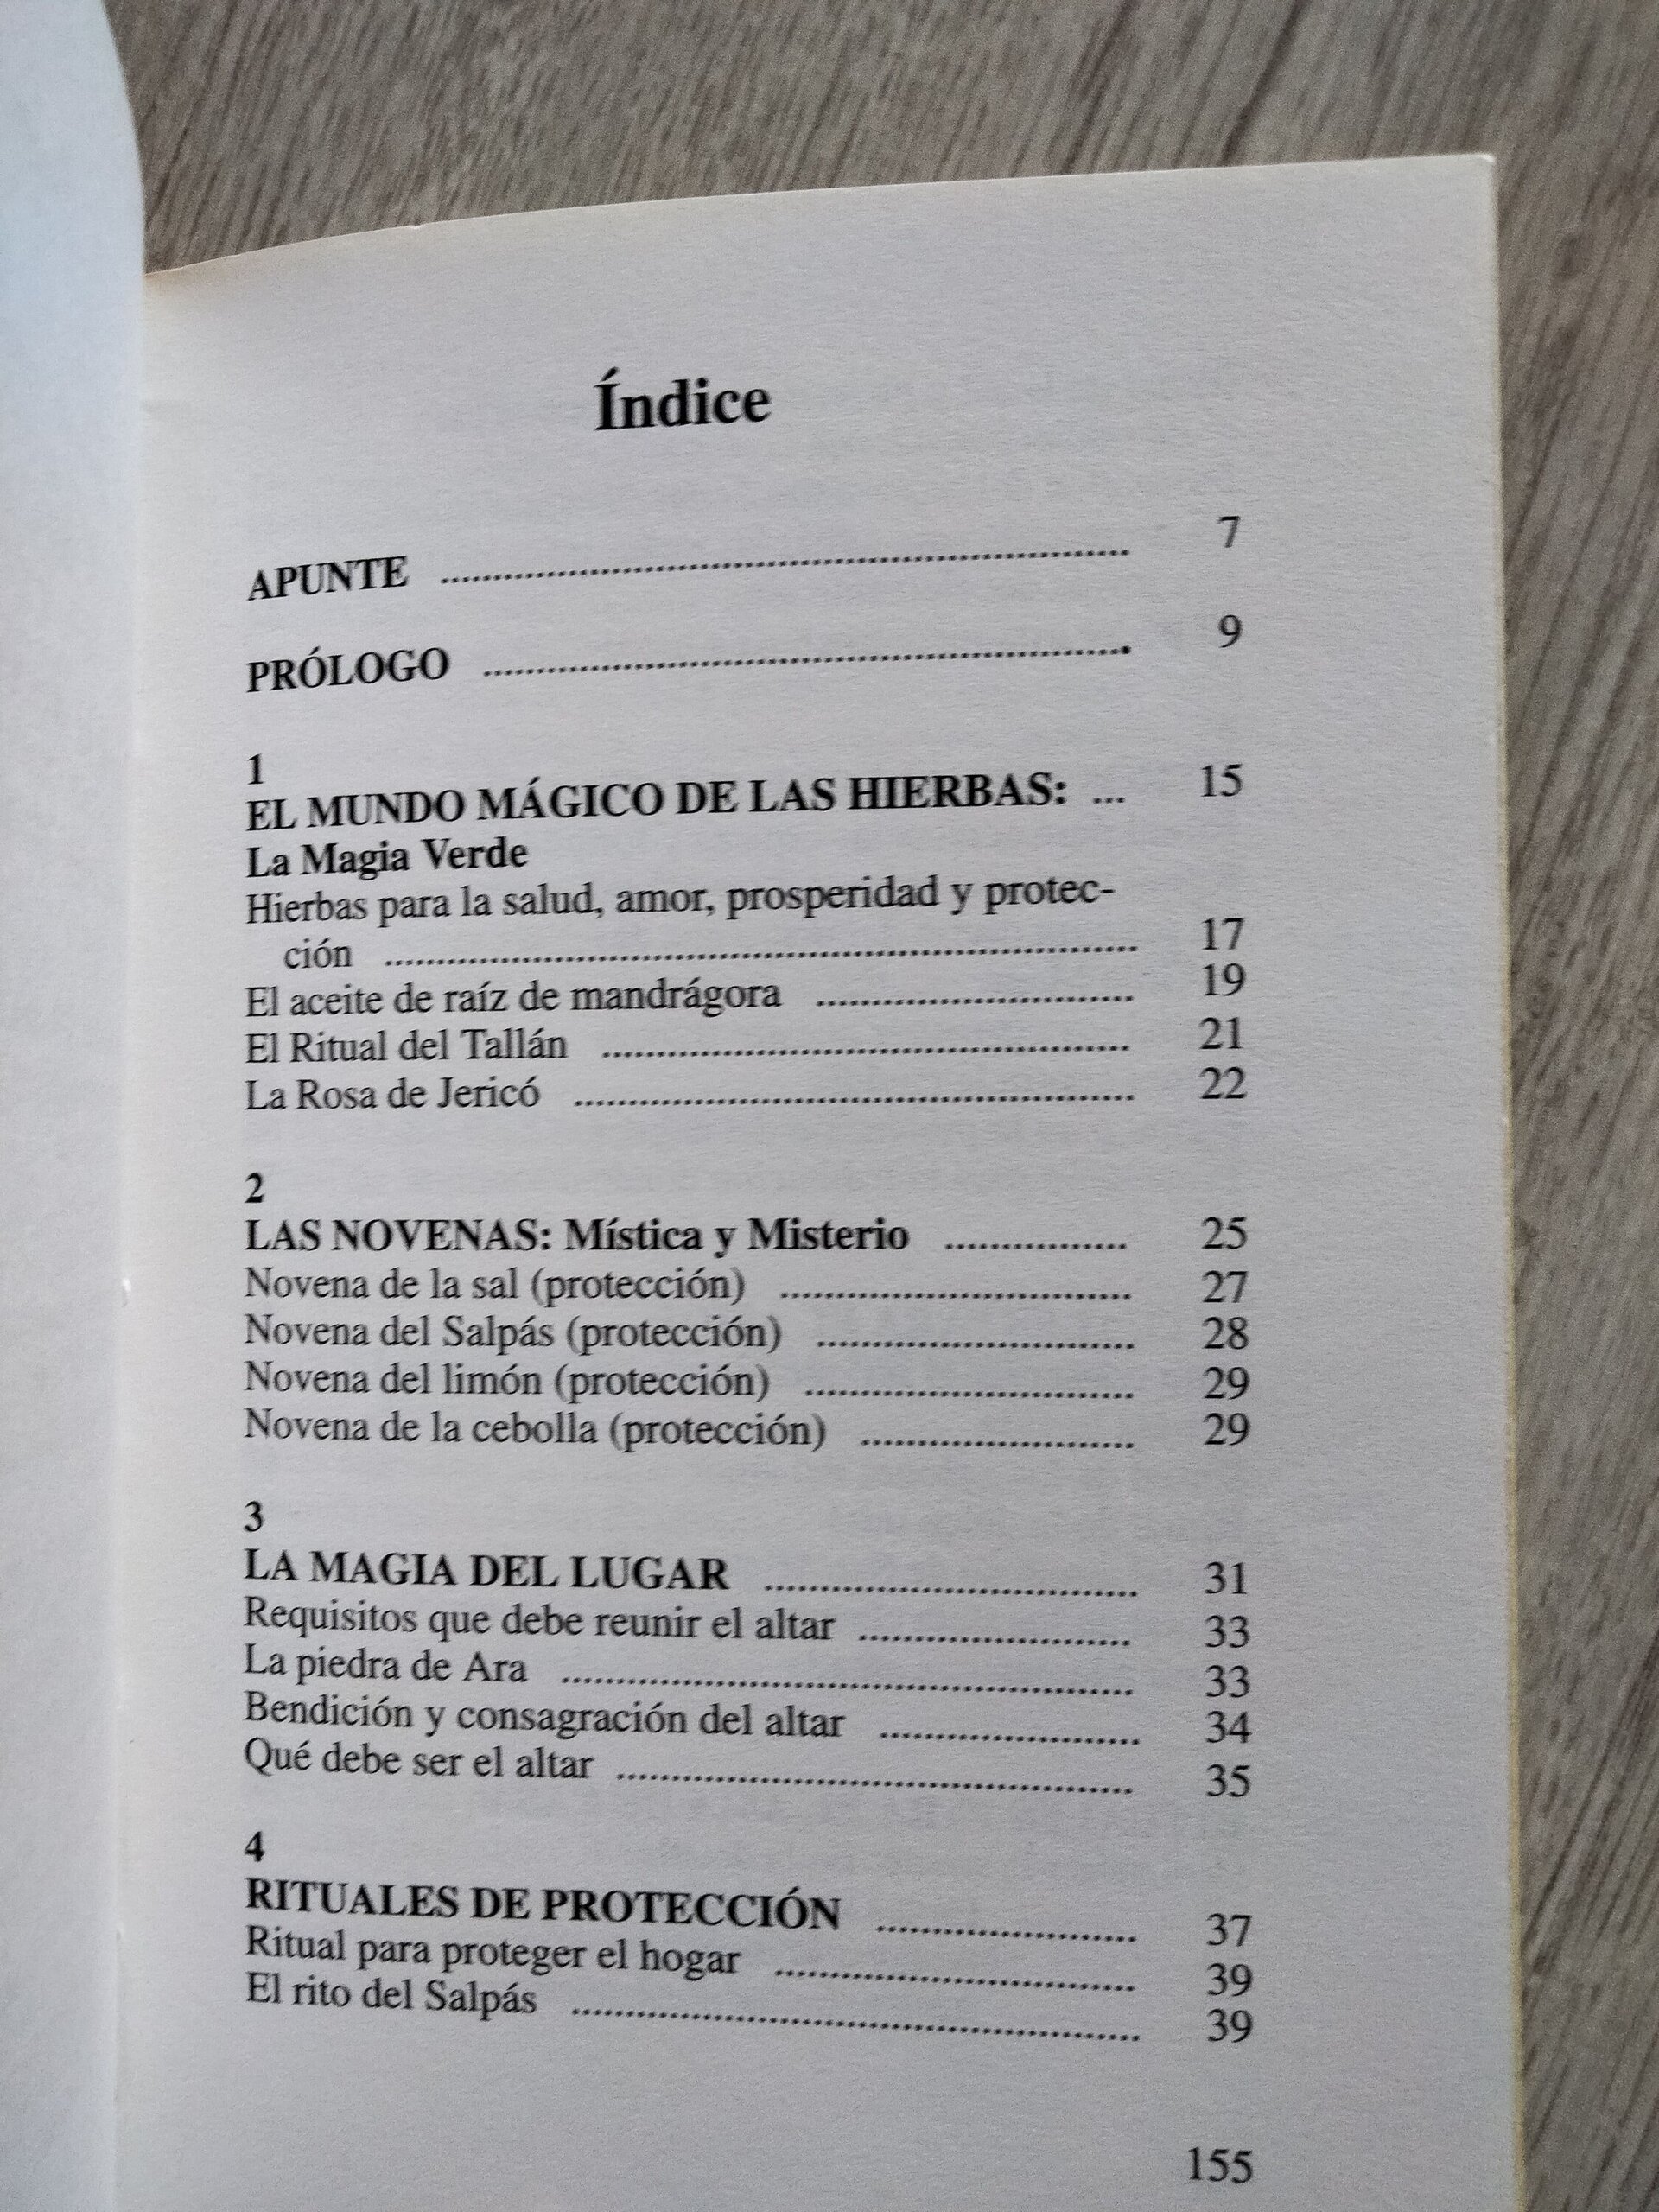 Índice
APUNTE ........................ 7
PRÓLOGO ........................ 9
1
EL MUNDO MÁGICO DE LAS HIERBAS: ... 15
La Magia Verde
Hierbas para la salud, amor, prosperidad y protec-
ción ........................ 17
El aceite de raíz de mandrágora ........................ 19
El Ritual del Tallán ........................ 21
La Rosa de Jericó ........................ 22
2
LAS NOVENAS: Mística y Misterio ................ 25
Novena de la sal (protección) ........................ 27
Novena del Salpás (protección) ........................ 28
Novena del limón (protección) ........................ 29
Novena de la cebolla (protección) ........................ 29
3
LA MAGIA DEL LUGAR ........................ 31
Requisitos que debe reunir el altar ........................ 33
La piedra de Ara ........................ 33
Bendición y consagración del altar ........................ 34
Qué debe ser el altar ........................ 35
4
RITUALES DE PROTECCIÓN ........................ 37
Ritual para proteger el hogar ........................ 39
El rito del Salpás ........................ 39
155